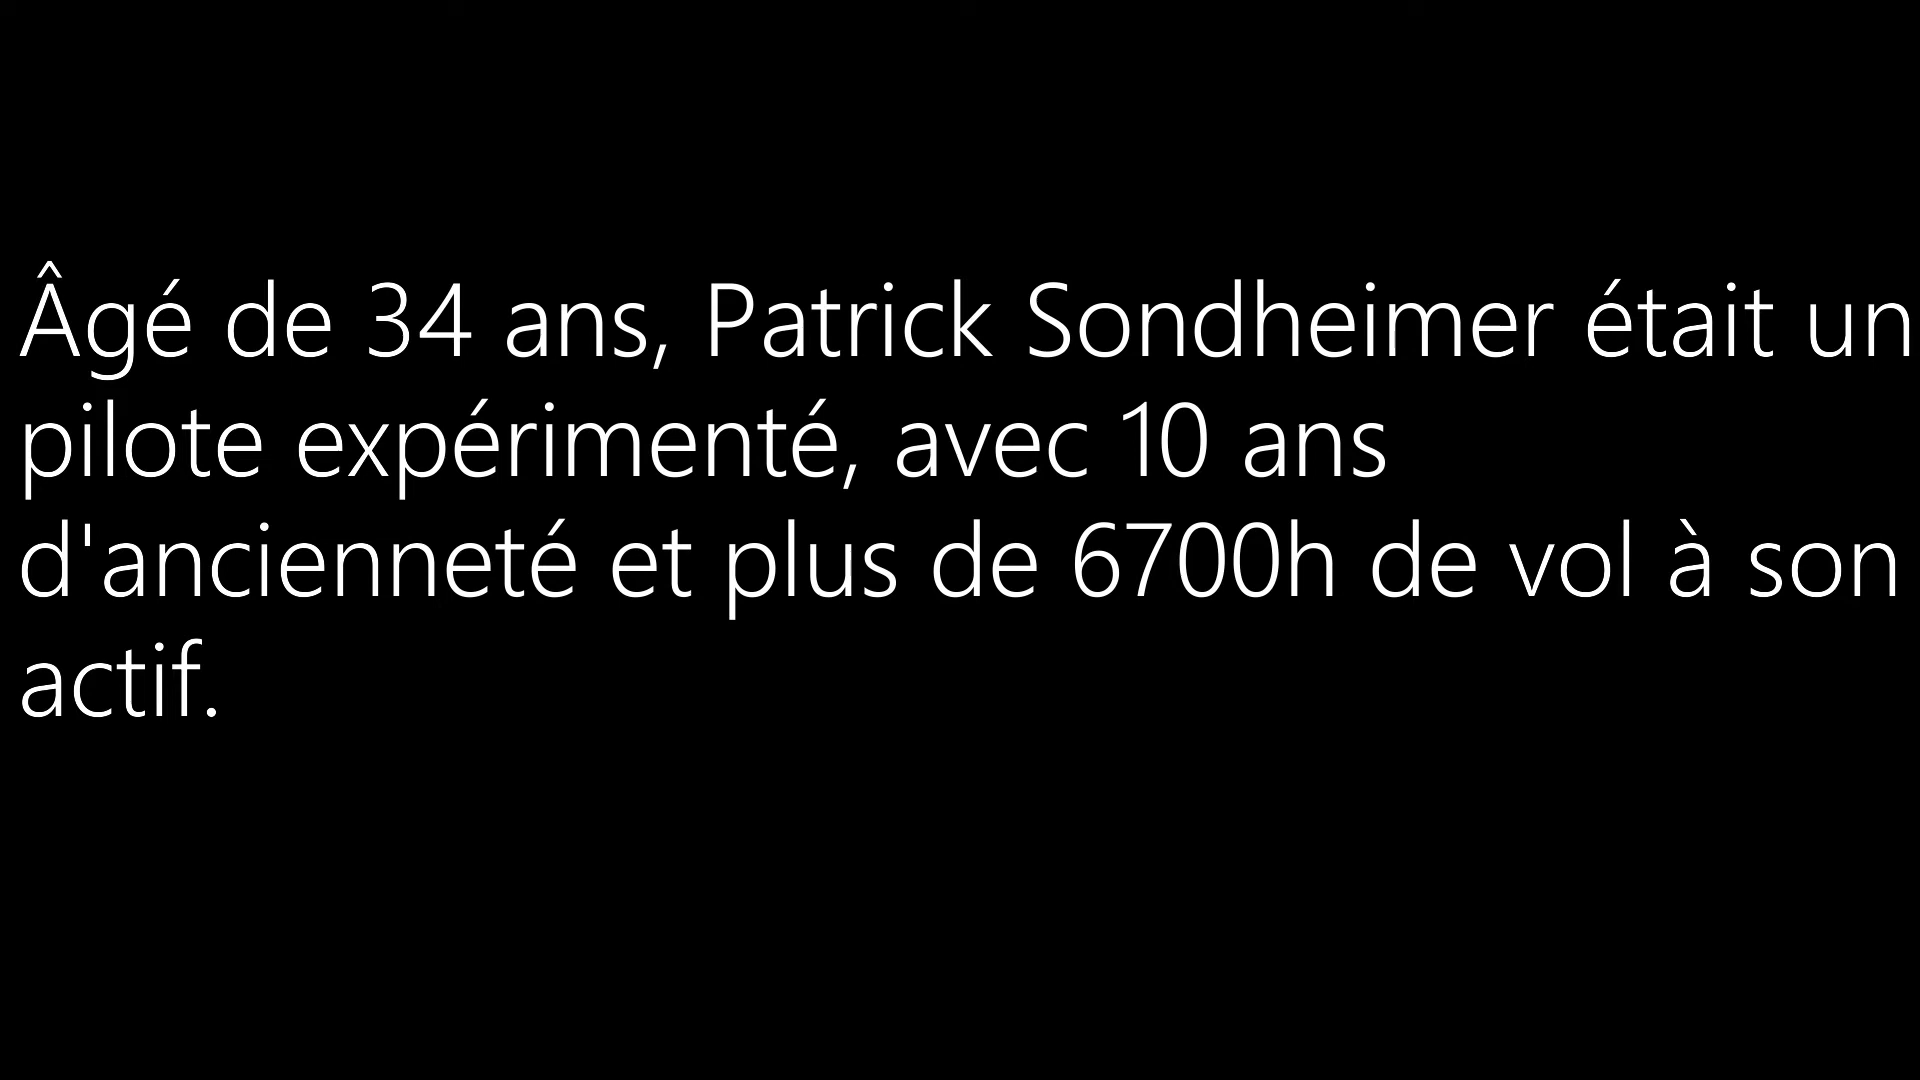 Âgé de 34 ans, Patrick Sondheimer était un
pilote expérimenté, avec 10 ans
d'ancienneté et plus de 6700h de vol à son
actif.